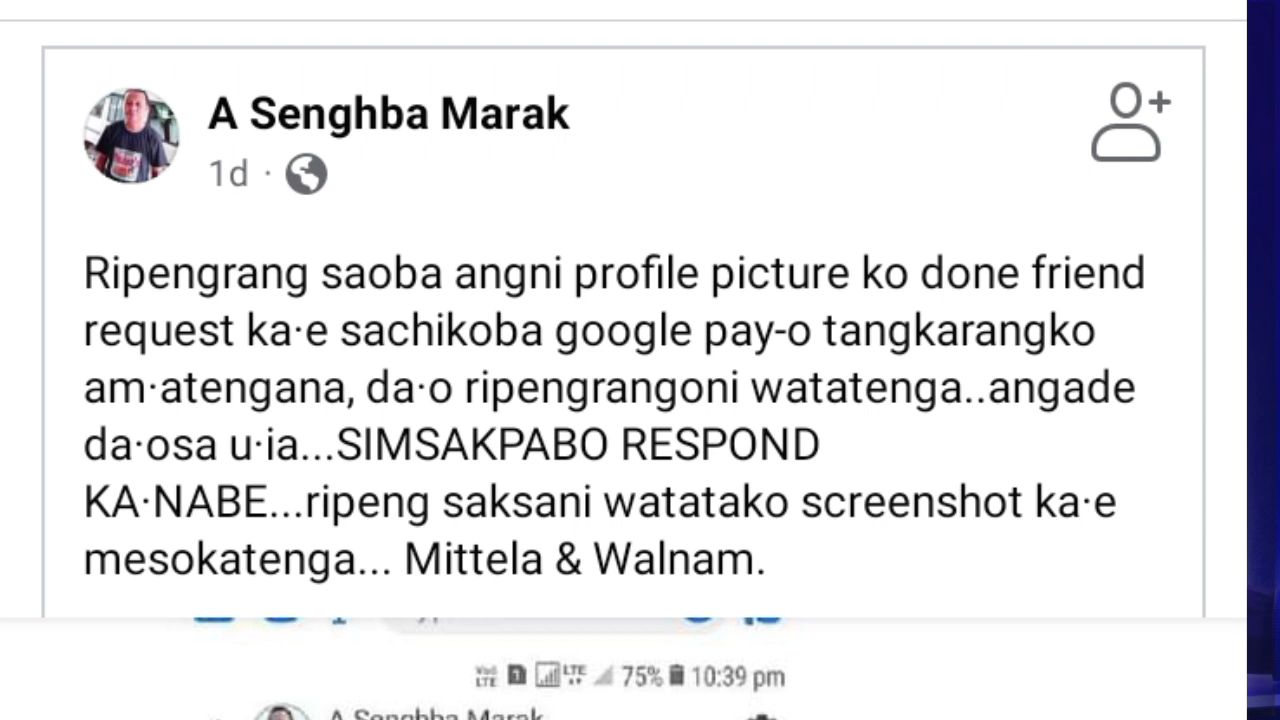 A Senghba Marak
1d ·
Ripengrang saoba angni profile picture ko done friend
request ka·e sachikoba google pay-o tangkarangko
am·atengana, da·o ripengrangoni watatenga..angade
da·osa u·ia...SIMSAKPABO RESPOND
KA·NABE...ripeng saksani watatako screenshot ka·e
mesokatenga... Mittela & Walnam.
LTE LTE 75% 10:39 pm
A Senghba Marak